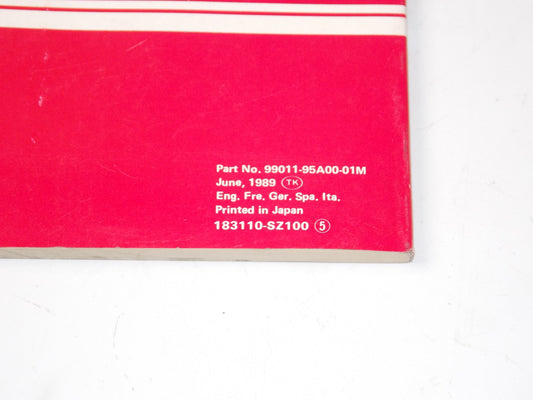 Part No. 99011-95A00-01M
June, 1989 TK
Eng. Fre. Ger. Spa. Ita.
Printed in Japan
183110-SZ100 5